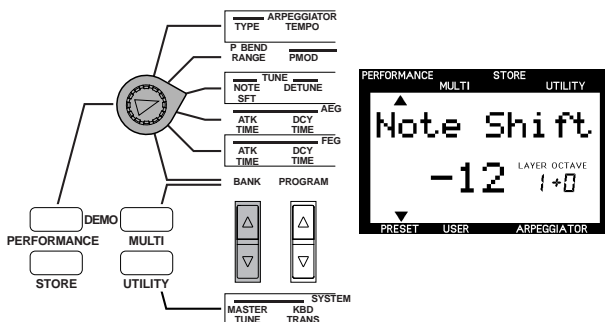 ARPEGGIATOR
TYPE TEMPO
P BEND
RANGE PMOD
TUNE
NOTE DETUNE
SFT
AEG
ATK DCY
TIME TIME
FEG
ATK DCY
TIME TIME
BANK PROGRAM
DEMO
PERFORMANCE MULTI
STORE UTILITY
SYSTEM
MASTER KBD
TUNE TRANS
PERFORMANCE STORE
MULTI UTILITY
Note Shift
-12 LAYER OCTAVE
1+0
PRESET USER ARPEGGIATOR